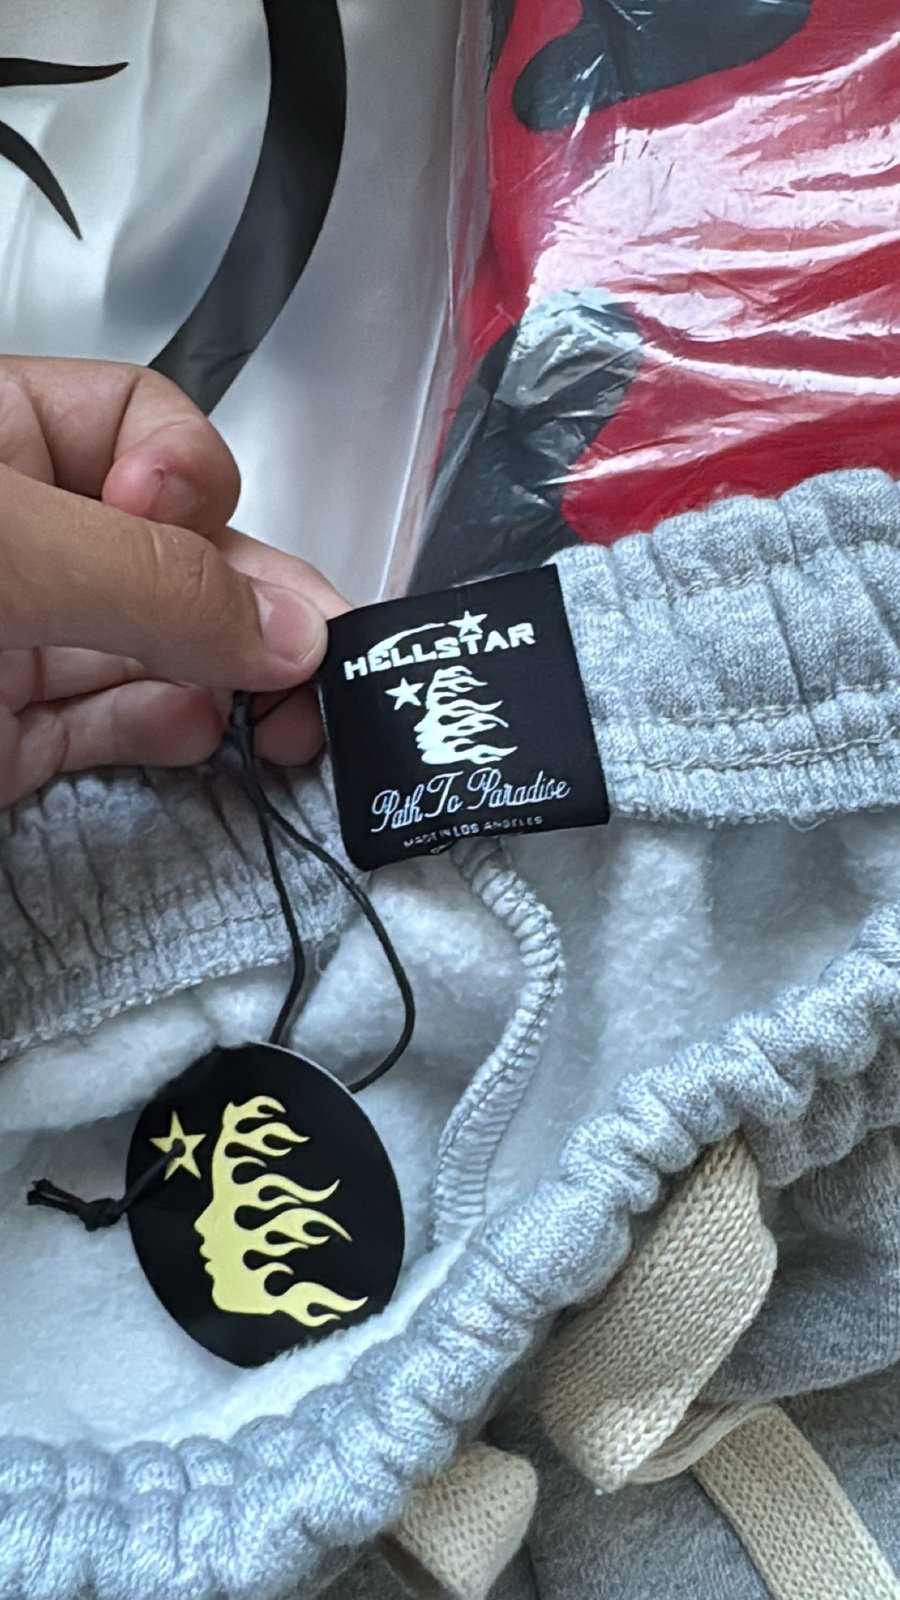 HELLSTAR
Path To Paradise
MADE IN LOS ANGELES